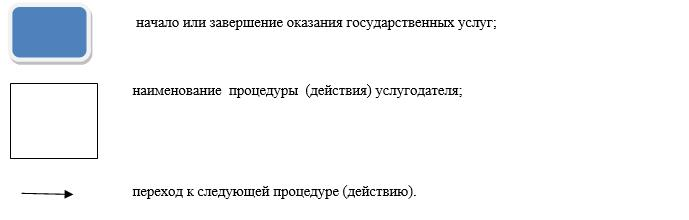 начало или завершение оказания государственных услуг;
наименование процедуры (действия) услугодателя;
переход к следующей процедуре (действию).